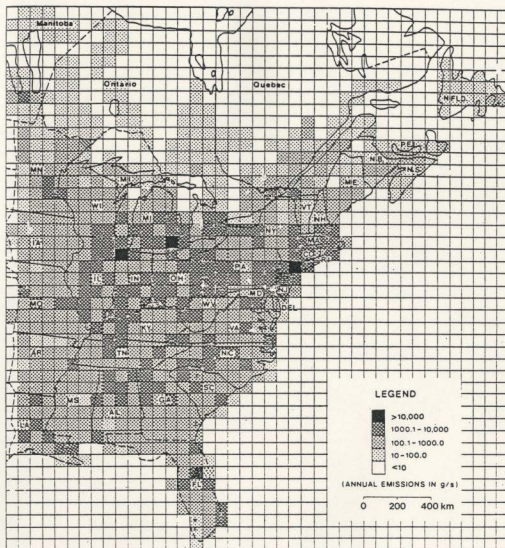 Manitoba
Ontario
Quebec
NFLD.
P.E.I.
N.B.
N.S.
MN
ME
WI
MI
MI
VT
NH
NY
MA
IA
PA
IL
IN
OH
NJ
MD
DEL
MO
WV
VA
KY
TN
NC
AR
SC
MS
AL
GA
LA
FL
LEGEND
>10,000
1000.1–10,000
100.1–1000.0
10–100.0
<10
(ANNUAL EMISSIONS IN g/s)
0 200 400 km